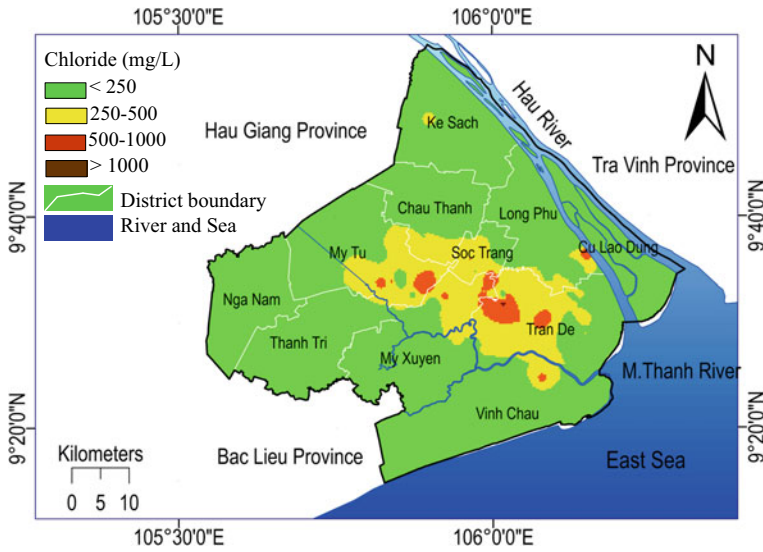 105°30'0"E
106°0'0"E
Chloride (mg/L)
< 250
250-500
500-1000
> 1000
District boundary
River and Sea
N
Hau River
Hau Giang Province
Tra Vinh Province
Ke Sach
Chau Thanh
Long Phu
Cu Lao Dung
My Tu
Soc Trang
Nga Nam
Tran De
Thanh Tri
My Xuyen
M.Thanh River
Vinh Chau
Bac Lieu Province
East Sea
Kilometers
0 5 10
9°40'0"N
9°40'0"N
9°20'0"N
9°20'0"N
105°30'0"E
106°0'0"E